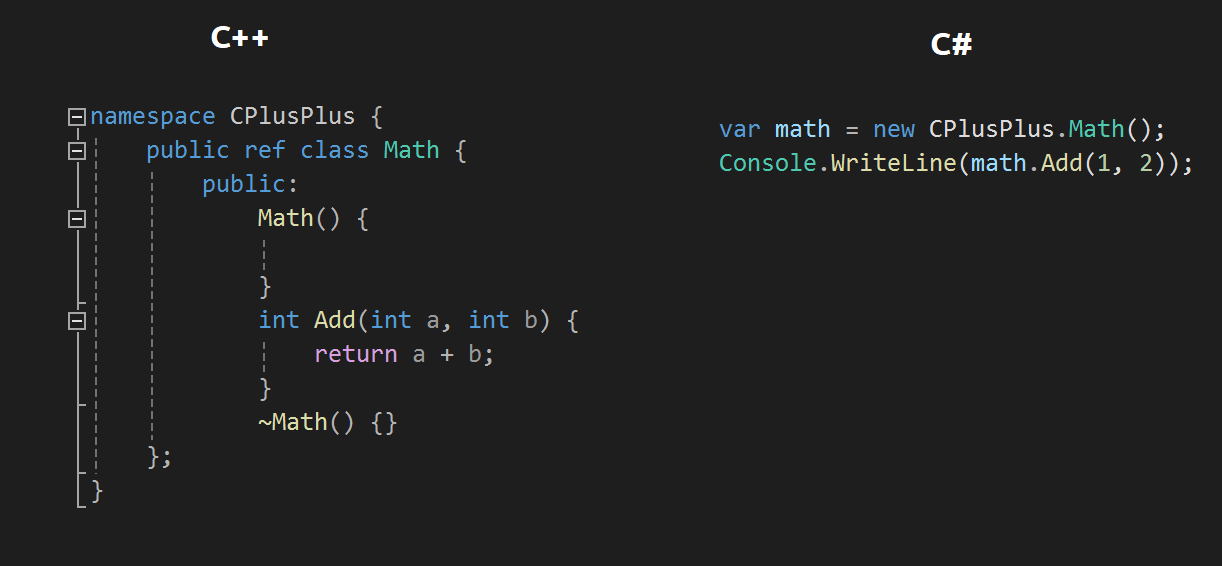 C++
namespace CPlusPlus {
    public ref class Math {
        public:
            Math() {

            }
            int Add(int a, int b) {
                return a + b;
            }
            ~Math() {}
    };
}
C#
var math = new CPlusPlus.Math();
Console.WriteLine(math.Add(1, 2));